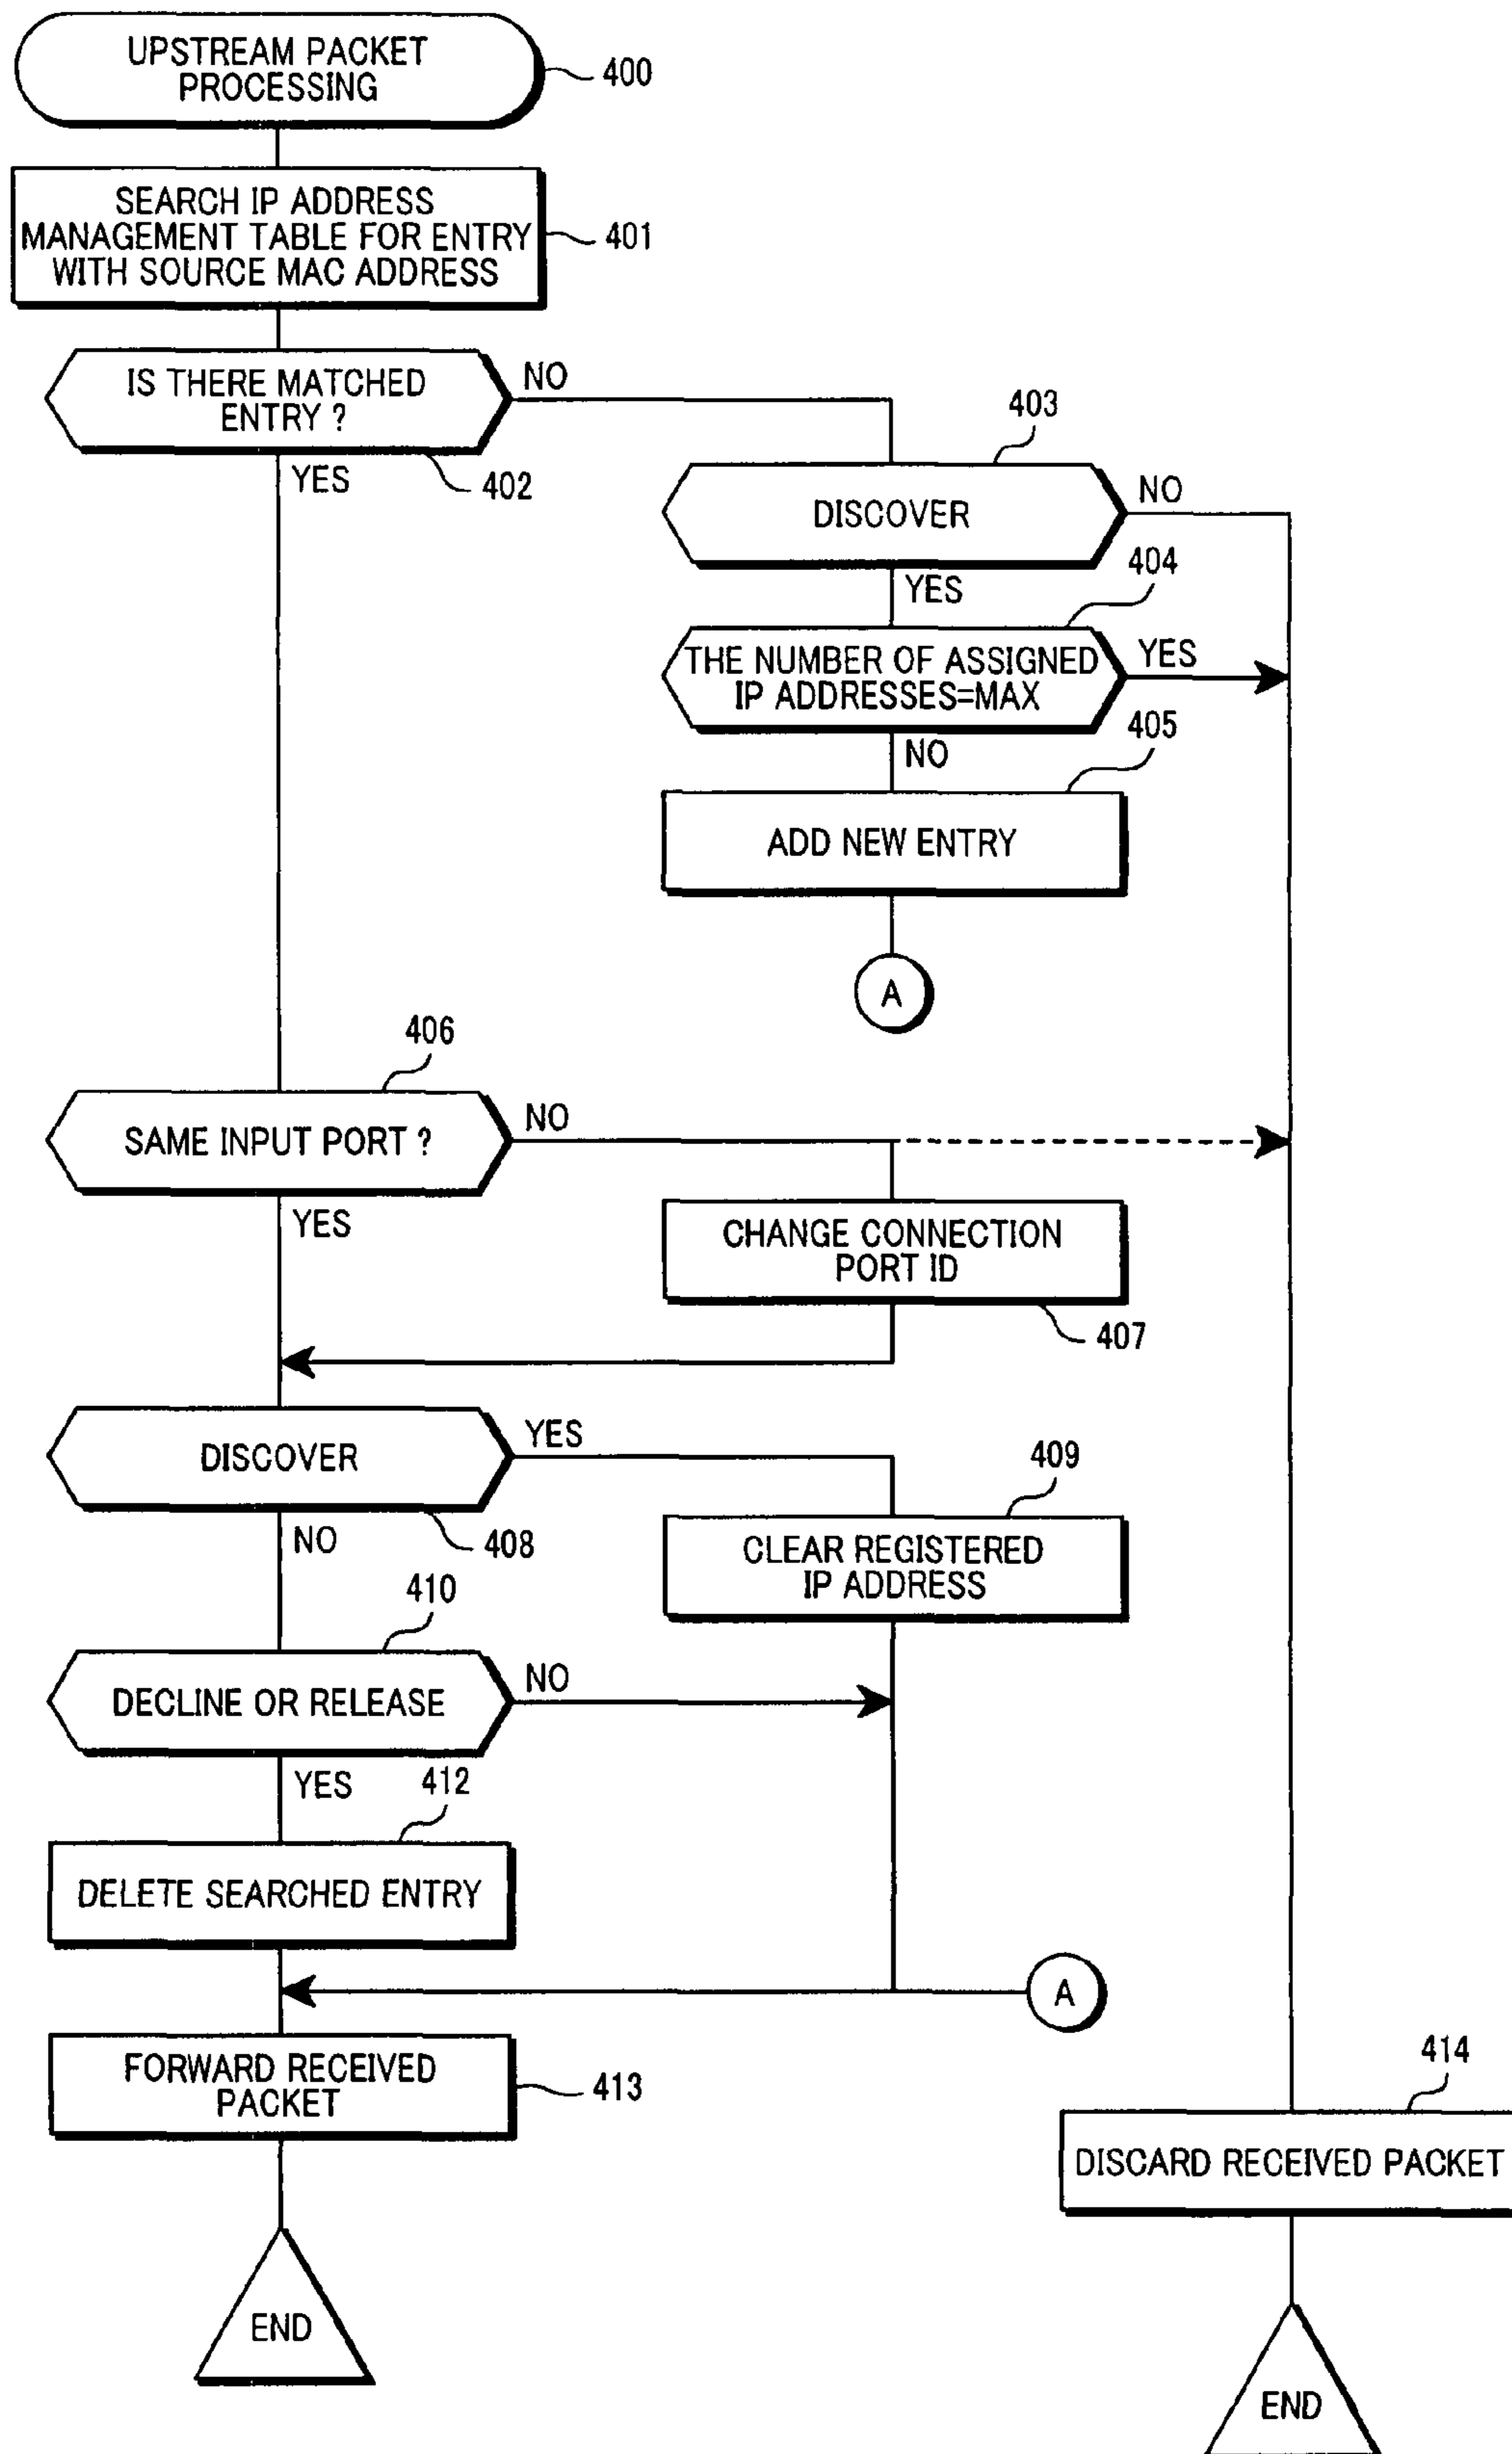 UPSTREAM PACKET
PROCESSING
400
SEARCH IP ADDRESS
MANAGEMENT TABLE FOR ENTRY
WITH SOURCE MAC ADDRESS
401
IS THERE MATCHED
ENTRY ?
NO
402
YES
403
DISCOVER
NO
YES
404
THE NUMBER OF ASSIGNED
IP ADDRESSES=MAX
YES
NO
405
ADD NEW ENTRY
A
406
SAME INPUT PORT ?
NO
YES
CHANGE CONNECTION
PORT ID
407
DISCOVER
YES
408
NO
409
CLEAR REGISTERED
IP ADDRESS
410
DECLINE OR RELEASE
NO
YES
412
DELETE SEARCHED ENTRY
A
FORWARD RECEIVED
PACKET
413
414
DISCARD RECEIVED PACKET
END
END